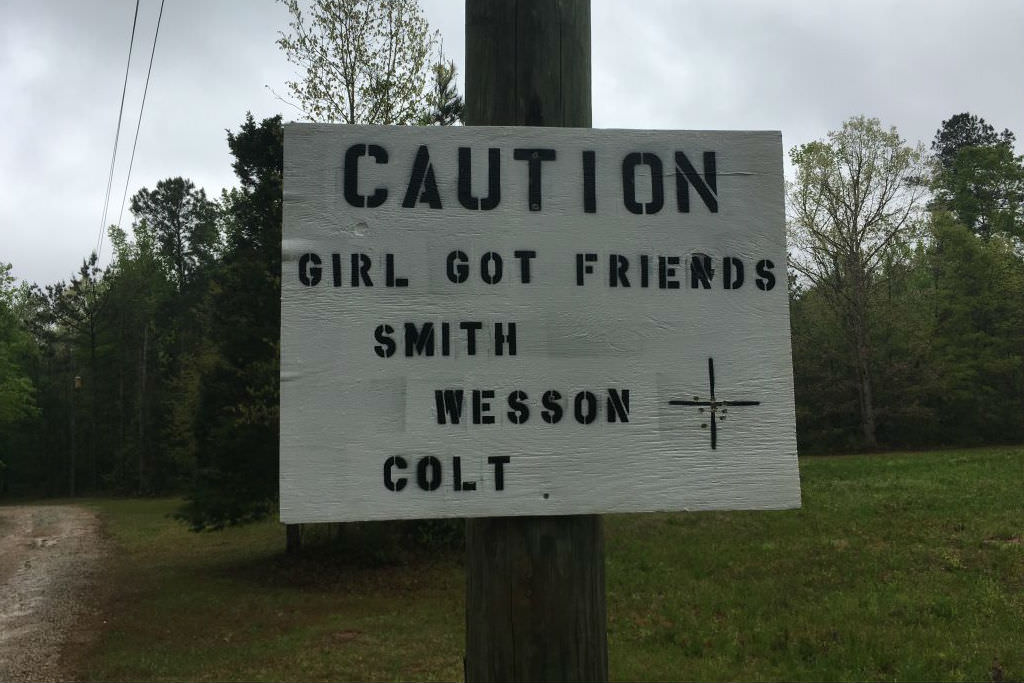 CAUTION
GIRL GOT FRIENDS
SMITH
WESSON
COLT